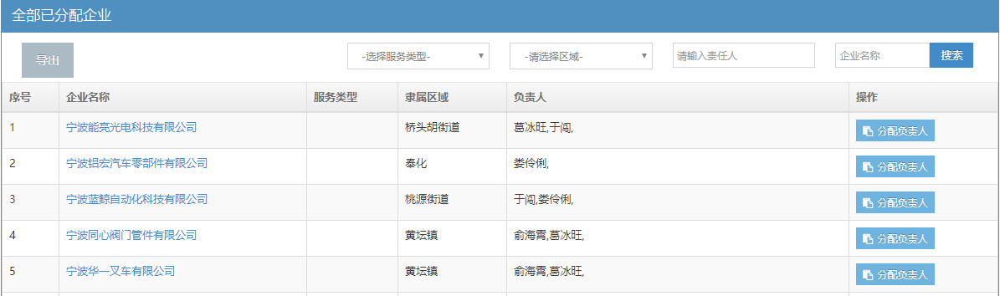 全部已分配企业
导出 -选择服务类型- -请选择区域- 请输入责任人 企业名称 搜索
序号 企业名称 服务类型 隶属区域 负责人 操作
1 宁波能亮光电科技有限公司 桥头胡街道 葛冰旺,于闯, 分配负责人
2 宁波铝宏汽车零部件有限公司 奉化 娄伶俐, 分配负责人
3 宁波蓝鲸自动化科技有限公司 桃源街道 于闯,娄伶俐, 分配负责人
4 宁波同心阀门管件有限公司 黄坛镇 俞海霄,葛冰旺, 分配负责人
5 宁波华一叉车有限公司 黄坛镇 俞海霄,葛冰旺, 分配负责人